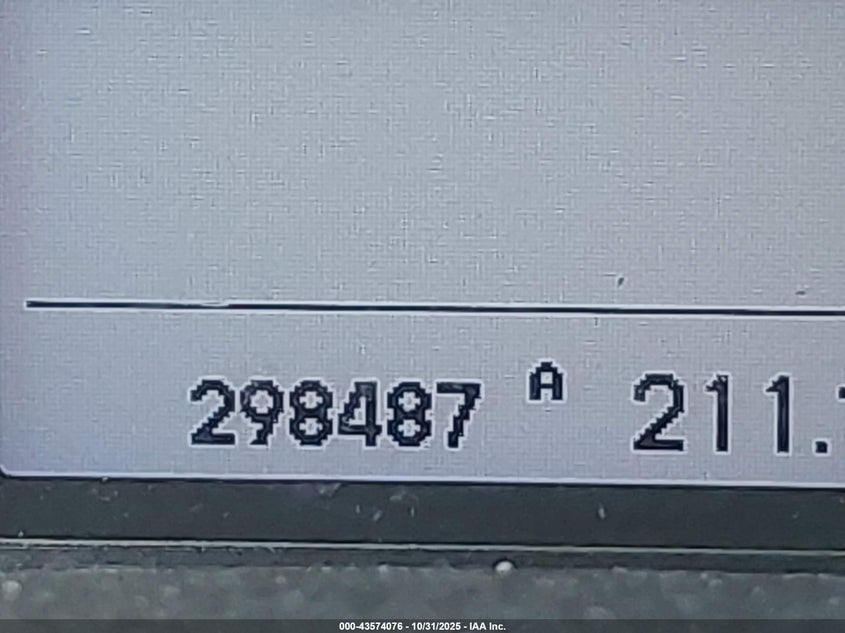 298487 A 211.
000-43574076 - 10/31/2025 - IAA Inc.